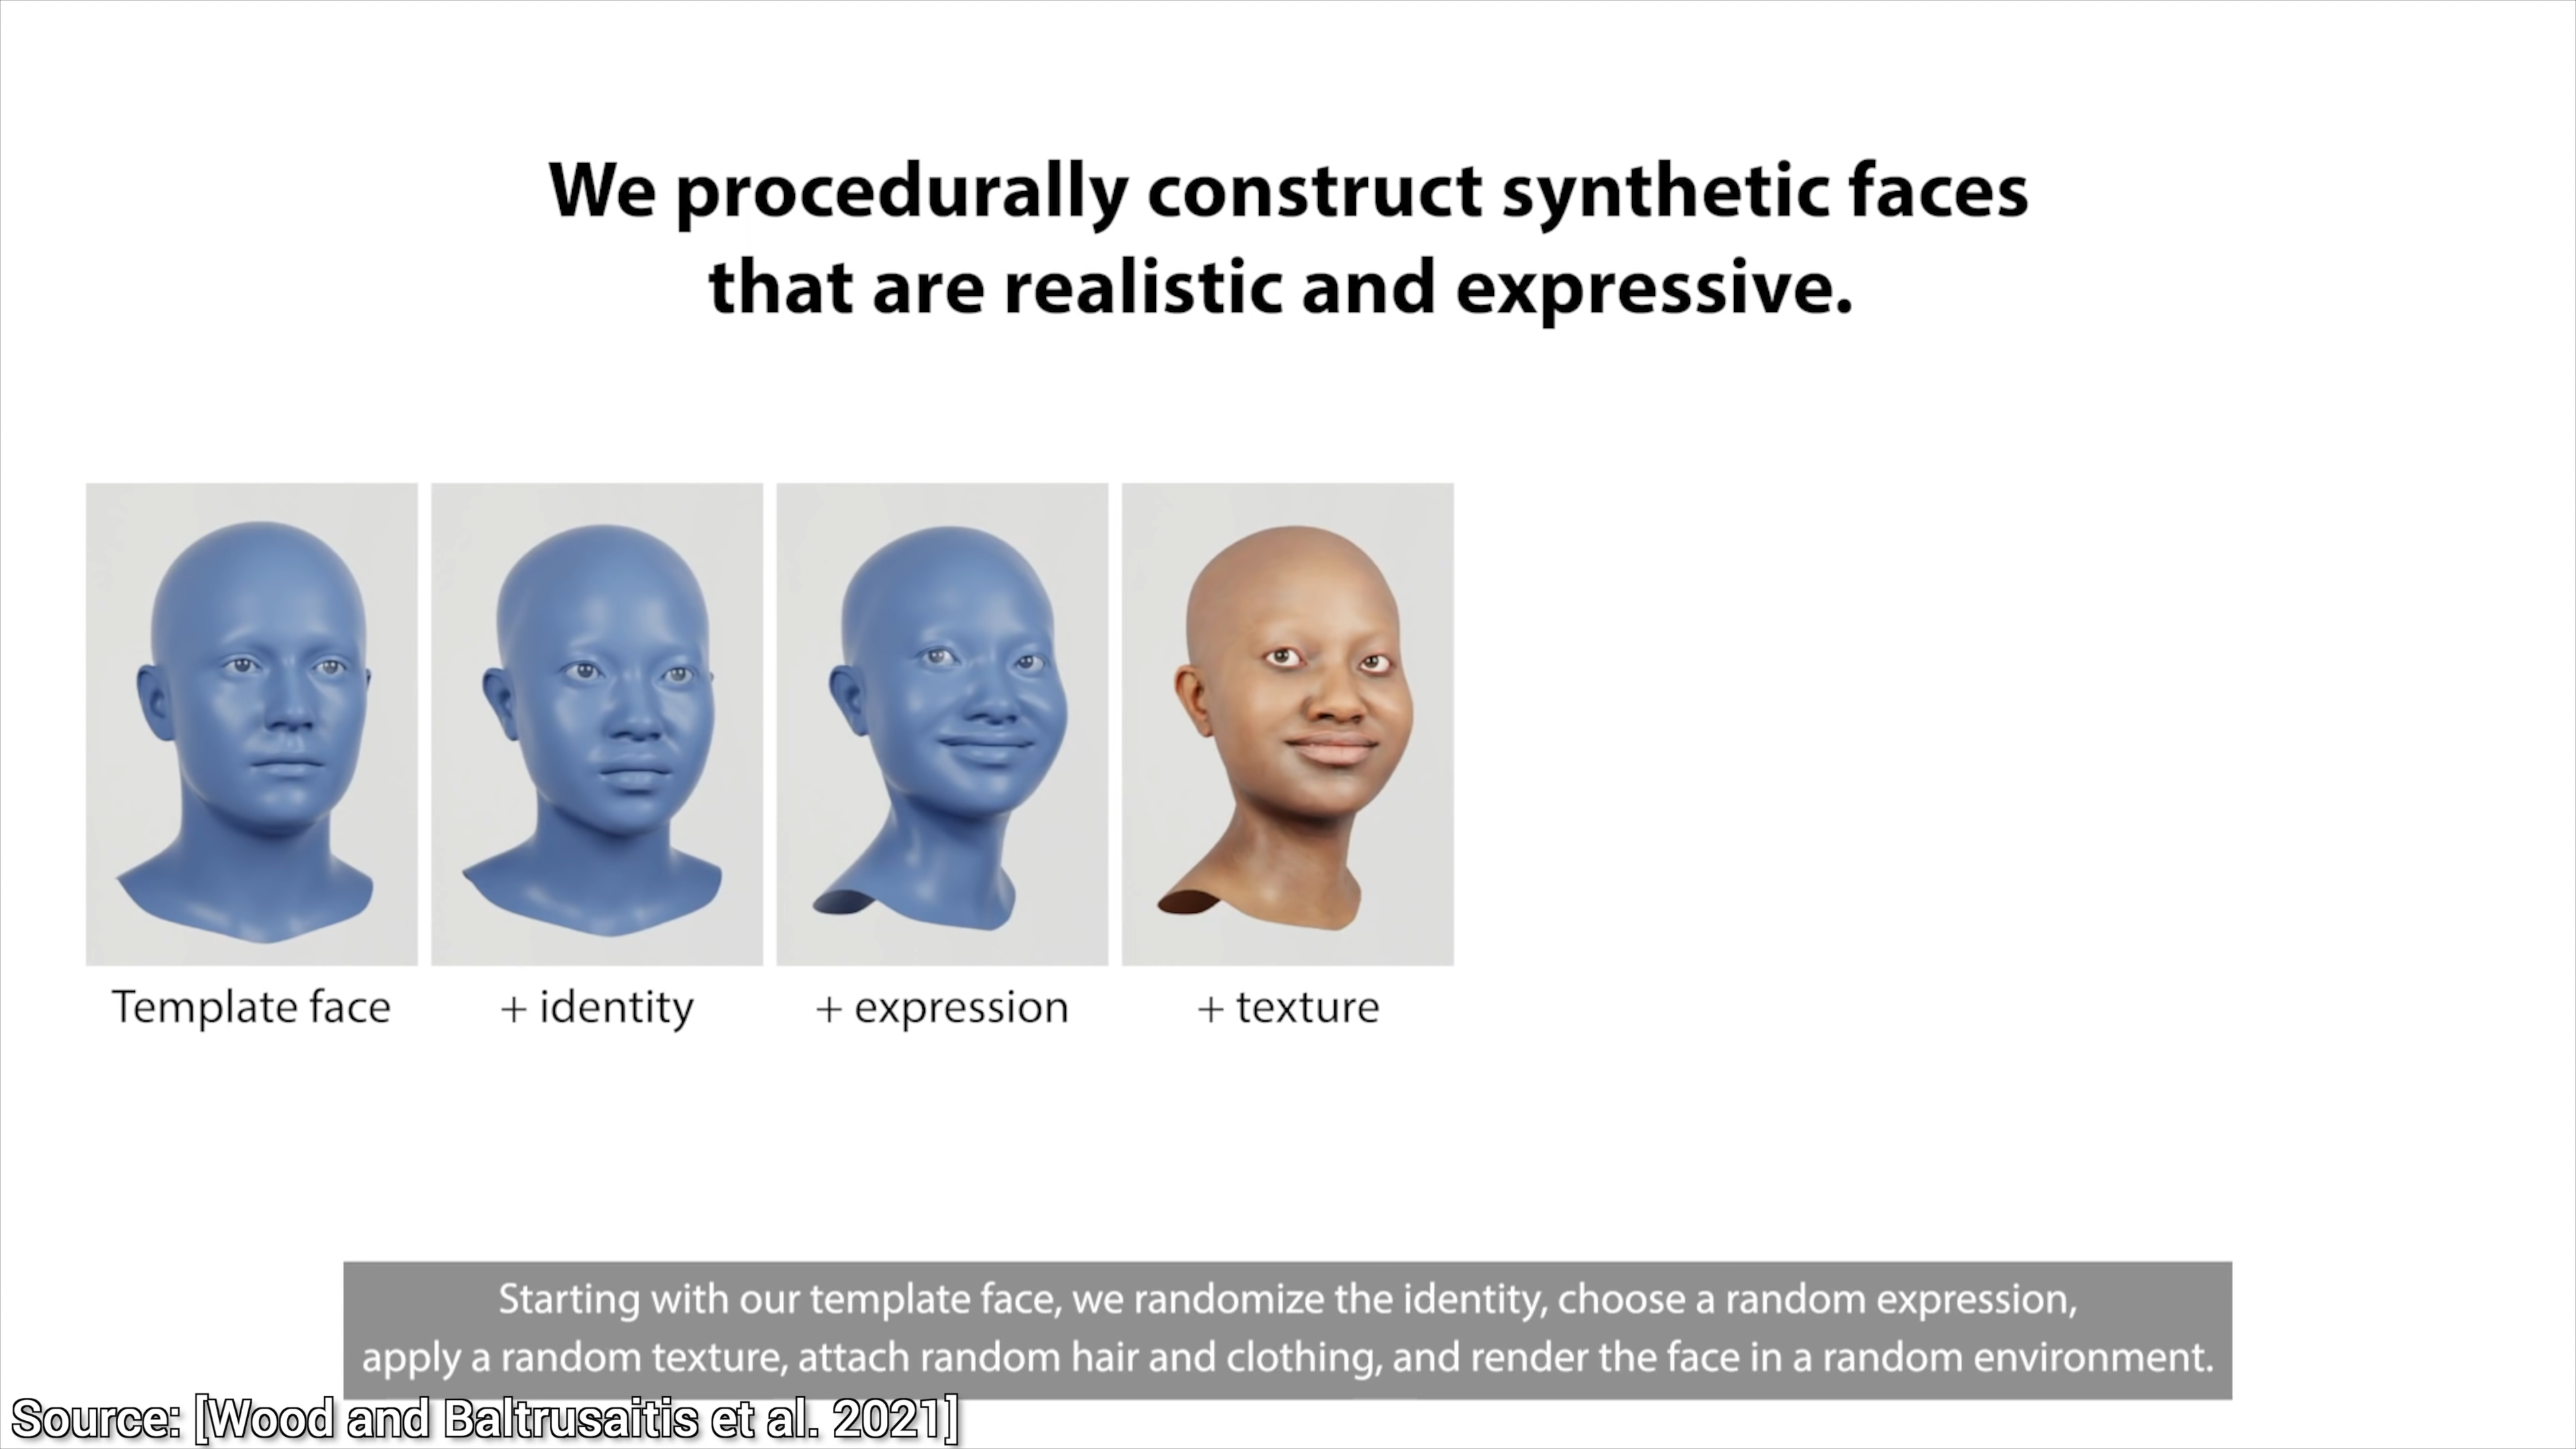 We procedurally construct synthetic faces
that are realistic and expressive.
Template face
+ identity
+ expression
+ texture
Starting with our template face, we randomize the identity, choose a random expression,
apply a random texture, attach random hair and clothing, and render the face in a random environment.
Source: [Wood and Baltrusaitis et al. 2021]